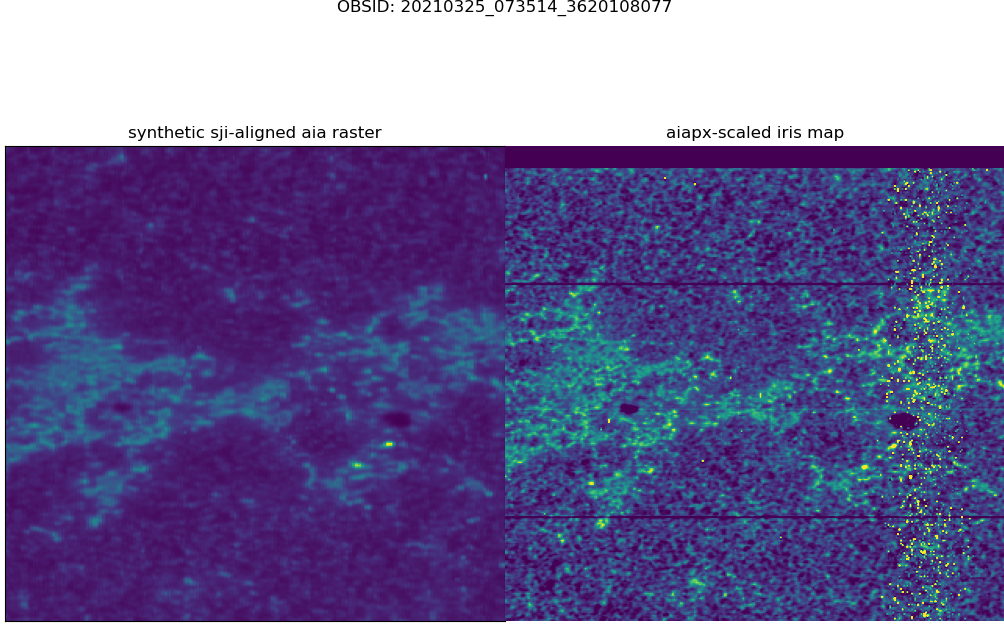 OBSID: 20210325_073514_3620108077
synthetic sji-aligned aia raster
aiapx-scaled iris map